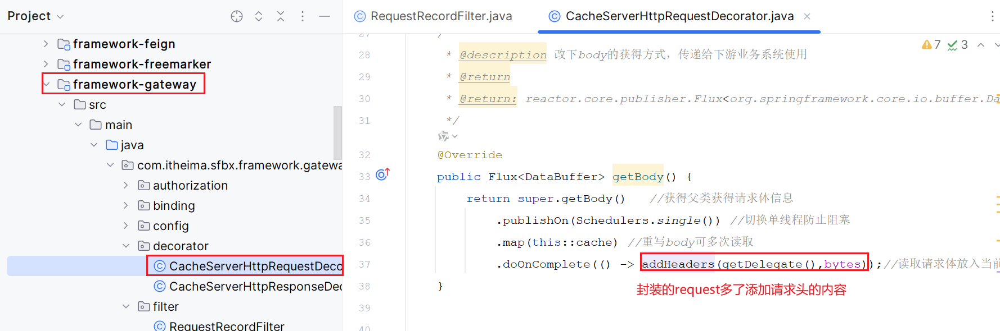 Project
RequestRecordFilter.java
CacheServerHttpRequestDecorator.java
framework-feign
framework-freemarker
framework-gateway
src
main
java
com.itheima.sfbx.framework.gatewa
authorization
binding
config
decorator
CacheServerHttpRequestDeco
CacheServerHttpResponseDec
filter
RequestRecordFilter
7 3
27 /
28 * @description 改下body的获得方式，传递给下游业务系统使用
29 * @return
30 * @return: reactor.core.publisher.Flux<org.springframework.core.io.buffer.Da
31 */
32 @Override
33 public Flux<DataBuffer> getBody() {
34 return super.getBody() //获得父类获得请求体信息
35 .publishOn(Schedulers.single()) //切换单线程防止阻塞
36 .map(this::cache) //重写body可多次读取
37 .doOnComplete(() -> addHeaders(getDelegate(),bytes));//读取请求体放入当前
38 }
封装的request多了添加请求头的内容
39
40